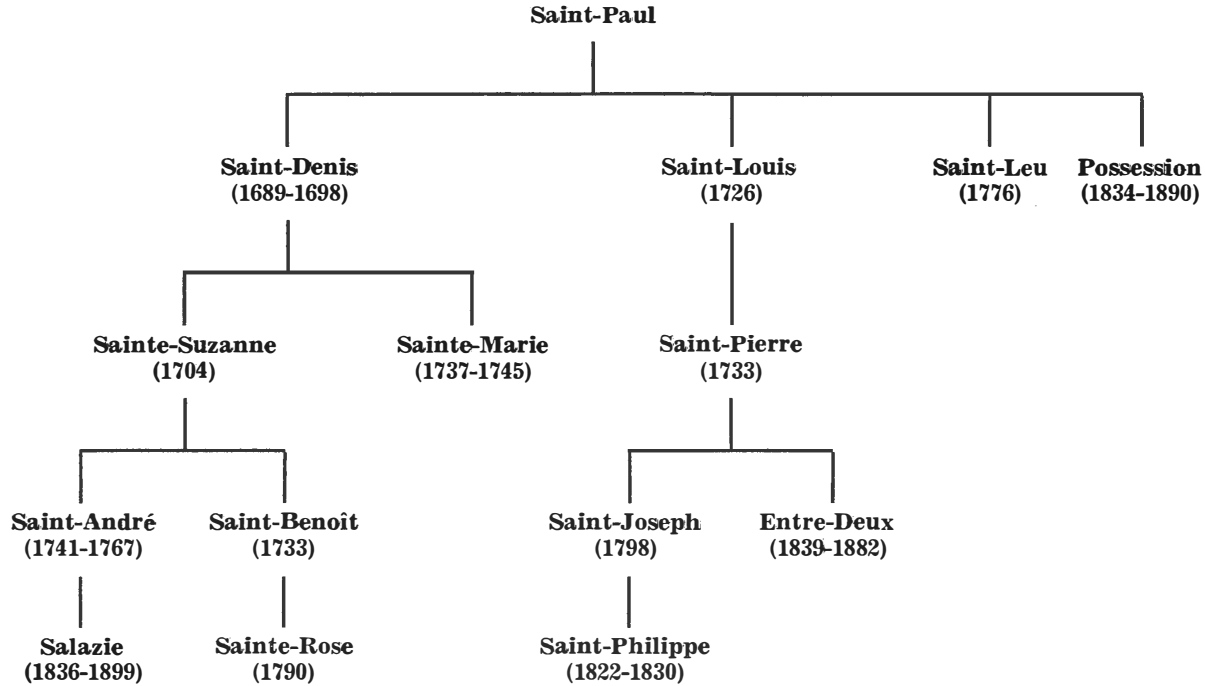 Saint-Paul
Saint-Denis
(1689-1698)
Saint-Louis
(1726)
Saint-Leu
(1776)
Possession
(1834-1890)
Sainte-Suzanne
(1704)
Sainte-Marie
(1737-1745)
Saint-Pierre
(1733)
Saint-André
(1741-1767)
Saint-Benoît
(1733)
Saint-Joseph
(1798)
Entre-Deux
(1839-1882)
Salazie
(1836-1899)
Sainte-Rose
(1790)
Saint-Philippe
(1822-1830)